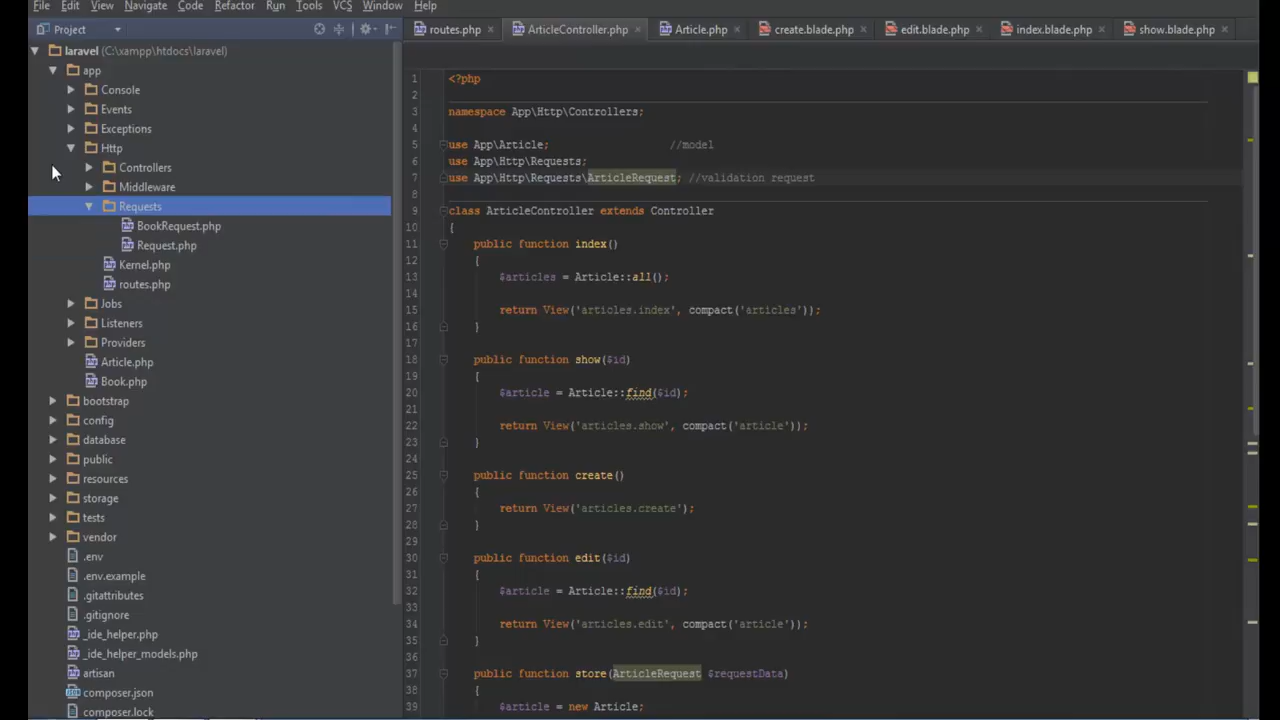 File Edit View Navigate Code Refactor Run Tools VCS Window Help
Project
routes.php ArticleController.php Article.php create.blade.php edit.blade.php index.blade.php show.blade.php
laravel (C:\xampp\htdocs\laravel)
app
Console
Events
Exceptions
Http
Controllers
Middleware
Requests
BookRequest.php
Request.php
Kernel.php
routes.php
Jobs
Listeners
Providers
Article.php
Book.php
bootstrap
config
database
public
resources
storage
tests
vendor
.env
.env.example
.gitattributes
.gitignore
_ide_helper.php
_ide_helper_models.php
artisan
composer.json
composer.lock
1 <?php
2
3 namespace App\Http\Controllers;
4
5 use App\Article; //model
6 use App\Http\Requests;
7 use App\Http\Requests\ArticleRequest; //validation request
8
9 class ArticleController extends Controller
10 {
11 public function index()
12 {
13 $articles = Article::all();
14
15 return View('articles.index', compact('articles'));
16 }
17
18 public function show($id)
19 {
20 $article = Article::find($id);
21
22 return View('articles.show', compact('article'));
23 }
24
25 public function create()
26 {
27 return View('articles.create');
28 }
29
30 public function edit($id)
31 {
32 $article = Article::find($id);
33
34 return View('articles.edit', compact('article'));
35 }
36
37 public function store(ArticleRequest $requestData)
38 {
39 $article = new Article;